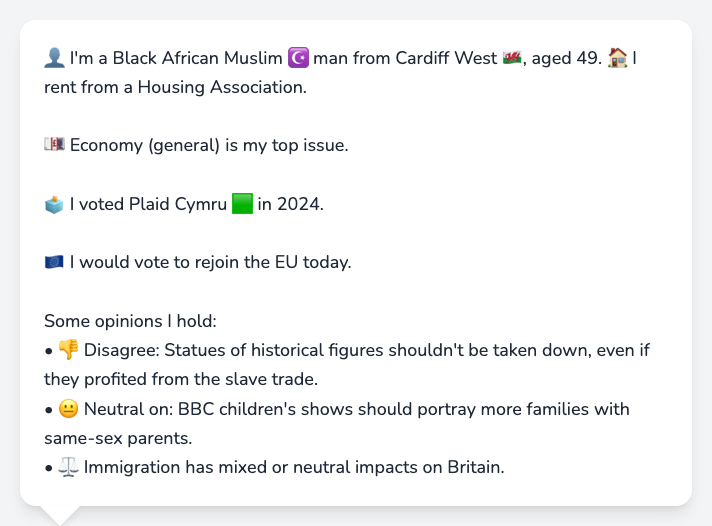 👤 I'm a Black African Muslim ☪️ man from Cardiff West 🏴󠁧󠁢󠁷󠁬󠁳󠁿, aged 49. 🏠 I
rent from a Housing Association.
💷 Economy (general) is my top issue.
🗳️ I voted Plaid Cymru 🟩 in 2024.
🇪🇺 I would vote to rejoin the EU today.
Some opinions I hold:
• 👎 Disagree: Statues of historical figures shouldn't be taken down, even if
they profited from the slave trade.
• 😐 Neutral on: BBC children's shows should portray more families with
same-sex parents.
• ⚖️ Immigration has mixed or neutral impacts on Britain.